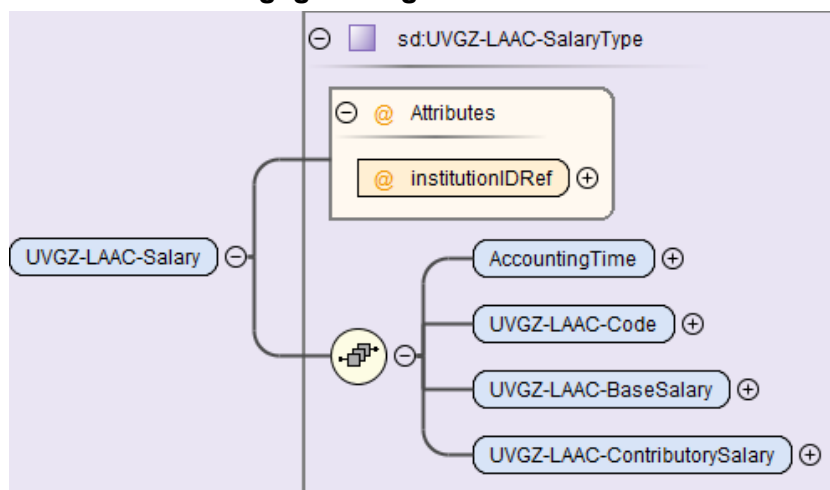 sd:UVGZ-LAAC-SalaryType
@ Attributes
@ institutionIDRef
UVGZ-LAAC-Salary
AccountingTime
UVGZ-LAAC-Code
UVGZ-LAAC-BaseSalary
UVGZ-LAAC-ContributorySalary